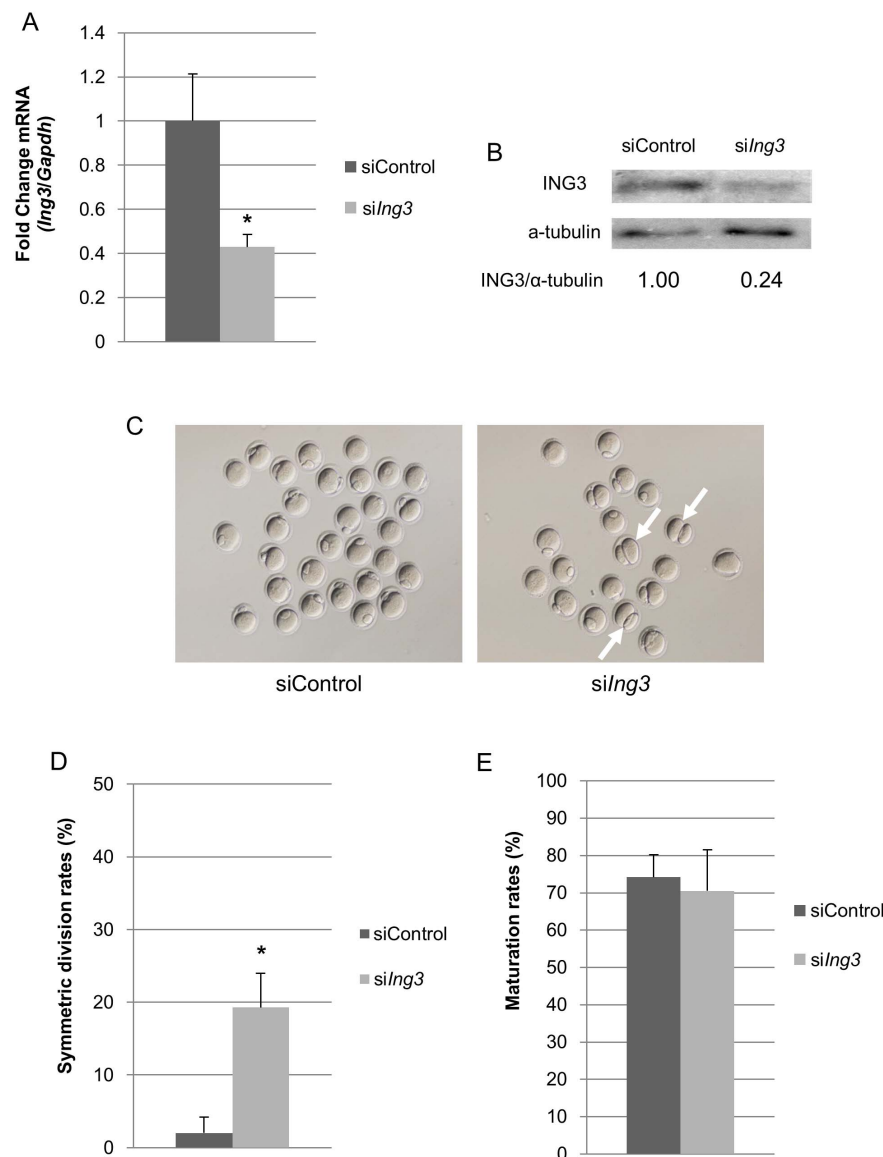 A
1.4
1.2
1
0.8
0.6
0.4
0.2
0
Fold Change mRNA
(Ing3/Gapdh)
*
siControl
siIng3
B
siControl siIng3
ING3
a-tubulin
ING3/α-tubulin 1.00 0.24
C
siControl siIng3
D
50
40
30
20
10
0
Symmetric division rates (%)
*
siControl
siIng3
E
100
90
80
70
60
50
40
30
20
10
0
Maturation rates (%)
siControl
siIng3